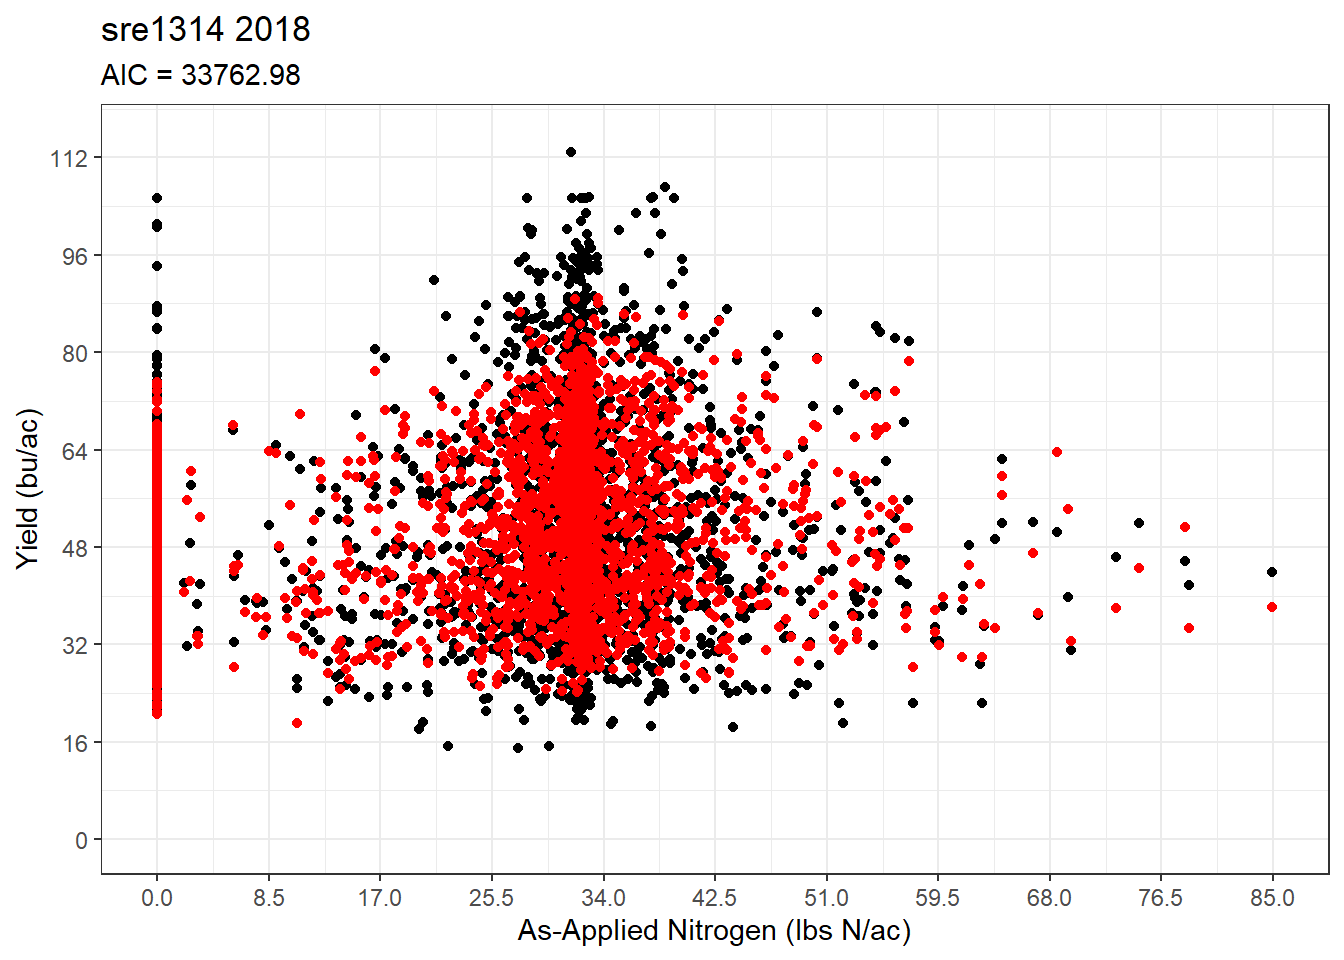 sre1314 2018
AIC = 33762.98
112
96
80
64
48
32
16
0
Yield (bu/ac)
0.0 8.5 17.0 25.5 34.0 42.5 51.0 59.5 68.0 76.5 85.0
As-Applied Nitrogen (lbs N/ac)